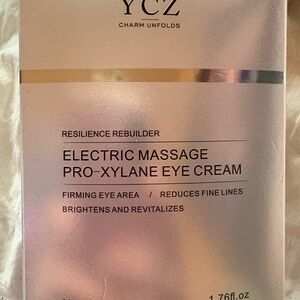 YCZ
CHARM UNFOLDS
RESILIENCE REBUILDER
ELECTRIC MASSAGE
PRO-XYLANE EYE CREAM
FIRMING EYE AREA / REDUCES FINE LINES
BRIGHTENS AND REVITALIZES
1.76fl.oz